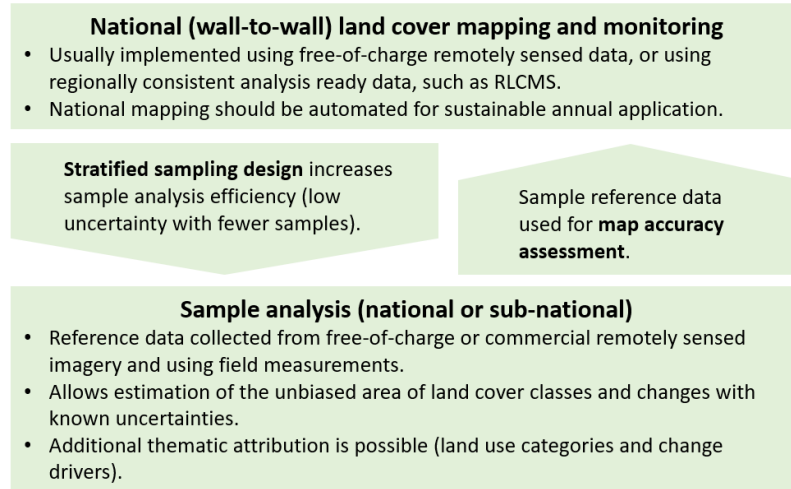 National (wall-to-wall) land cover mapping and monitoring
• Usually implemented using free-of-charge remotely sensed data, or using
regionally consistent analysis ready data, such as RLCMS.
• National mapping should be automated for sustainable annual application.
Stratified sampling design increases
sample analysis efficiency (low
uncertainty with fewer samples).
Sample reference data
used for map accuracy
assessment.
Sample analysis (national or sub-national)
• Reference data collected from free-of-charge or commercial remotely sensed
imagery and using field measurements.
• Allows estimation of the unbiased area of land cover classes and changes with
known uncertainties.
• Additional thematic attribution is possible (land use categories and change
drivers).